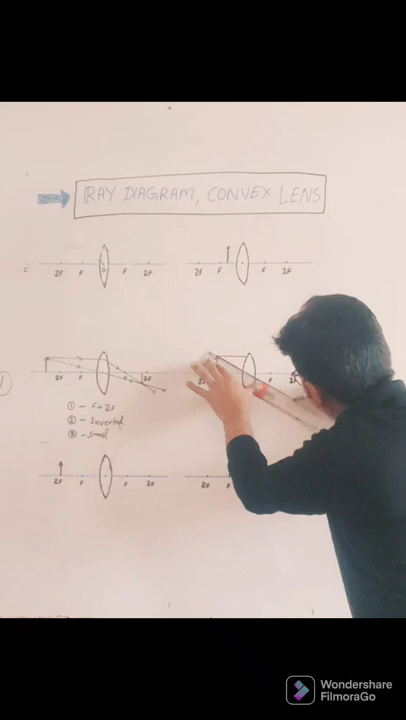 RAY DIAGRAM, CONVEX LENS
C 2F F O F 2F
2F F F 2F
1 2F F F 2F
① - F+2F
② - Inverted
③ - Small
2F F F 2F
2F F
Wondershare
FilmoraGo